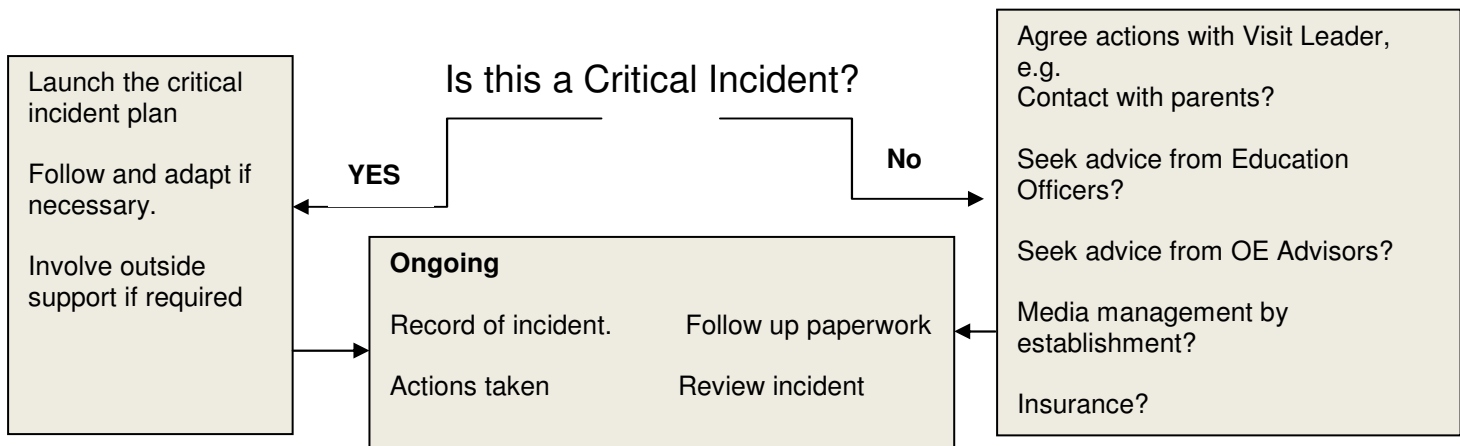 Is this a Critical Incident?
Launch the critical
incident plan
Follow and adapt if
necessary.
Involve outside
support if required
YES
No
Agree actions with Visit Leader,
e.g.
Contact with parents?
Seek advice from Education
Officers?
Seek advice from OE Advisors?
Media management by
establishment?
Insurance?
Ongoing
Record of incident. Follow up paperwork
Actions taken Review incident